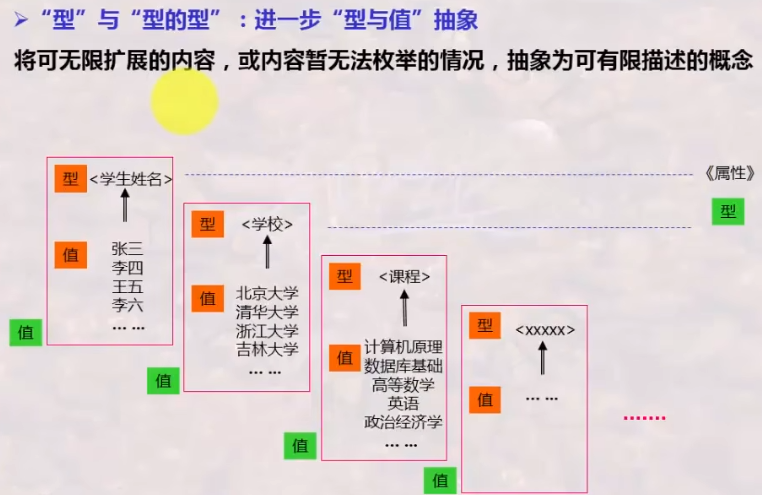 ➢ “型”与“型的型”：进一步“型与值”抽象
将可无限扩展的内容，或内容暂无法枚举的情况，抽象为可有限描述的概念
型 <学生姓名>
《属性》
型
值
张三
李四
王五
李六
... ...
值
型 <学校>
值
北京大学
清华大学
浙江大学
吉林大学
... ...
值
型 <课程>
值
计算机原理
数据库基础
高等数学
英语
政治经济学
... ...
值
型 <xxxxx>
值 ... ...
值
.......